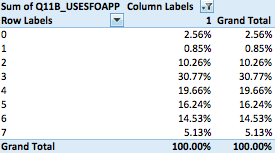 Sum of Q11B_USESFOAPP Column Labels
Row Labels 1 Grand Total
0 2.56% 2.56%
1 0.85% 0.85%
2 10.26% 10.26%
3 30.77% 30.77%
4 19.66% 19.66%
5 16.24% 16.24%
6 14.53% 14.53%
7 5.13% 5.13%
Grand Total 100.00% 100.00%